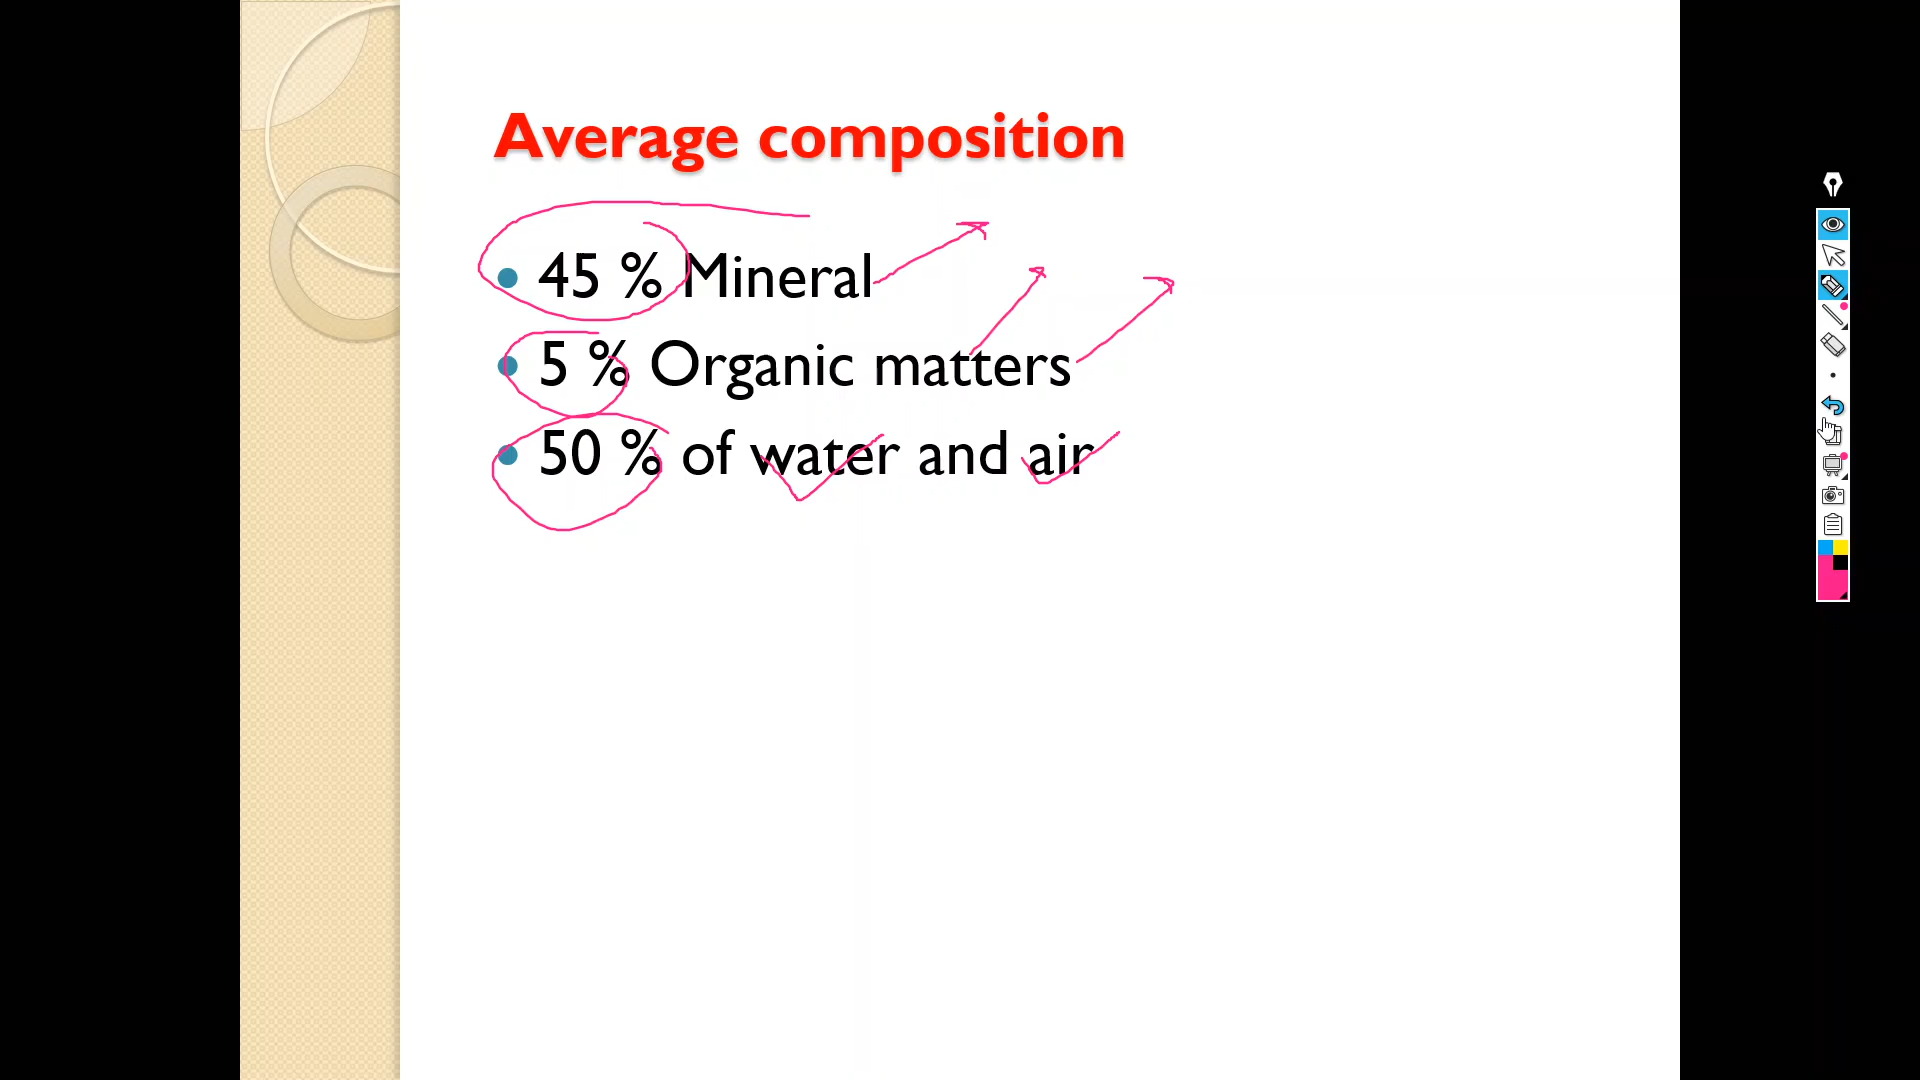 Average composition
45 % Mineral
5 % Organic matters
50 % of water and air